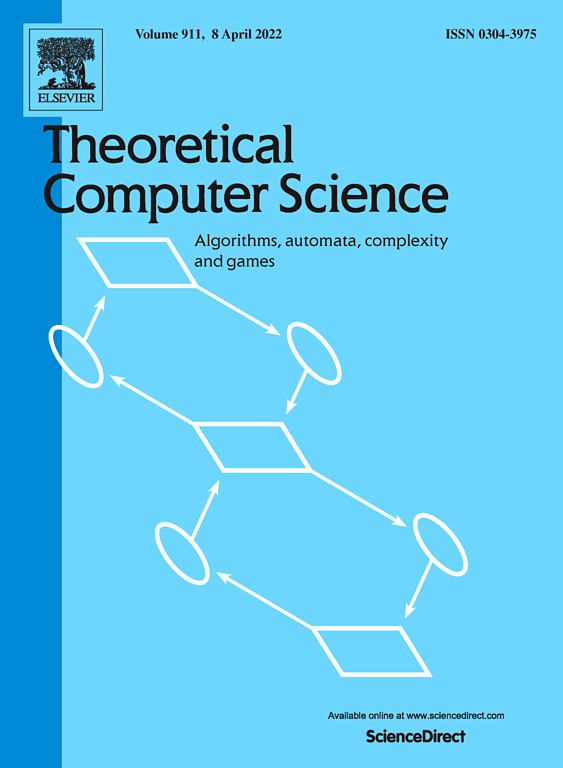 Volume 911, 8 April 2022
ISSN 0304-3975
ELSEVIER
Theoretical
Computer Science
Algorithms, automata, complexity
and games
Available online at www.sciencedirect.com
ScienceDirect